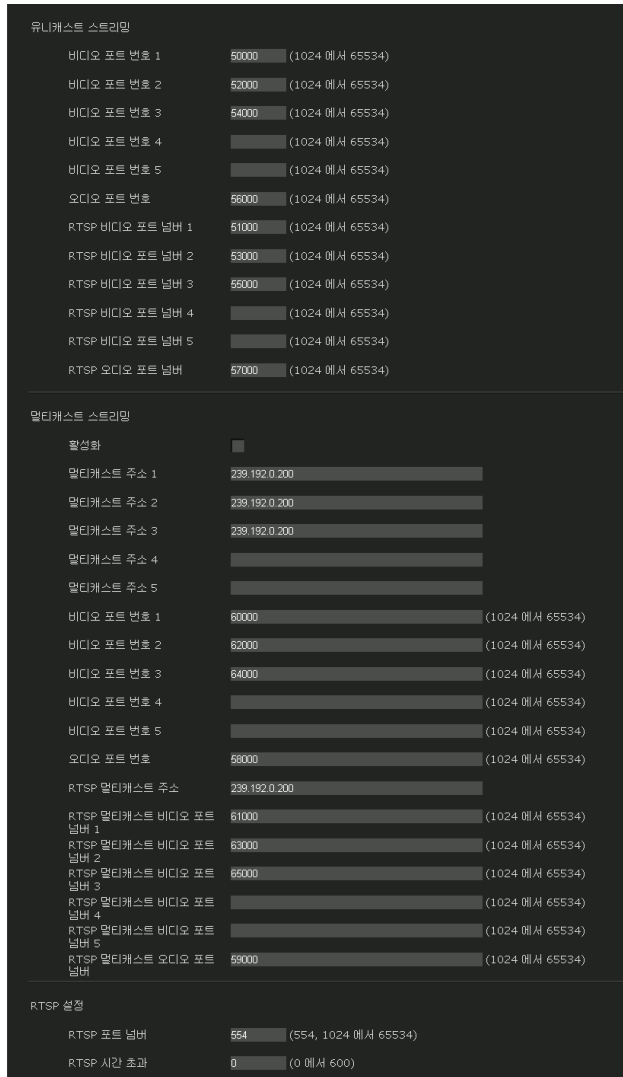 유니캐스트 스트리밍
비디오 포트 번호 1 50000 (1024 에서 65534)
비디오 포트 번호 2 52000 (1024 에서 65534)
비디오 포트 번호 3 54000 (1024 에서 65534)
비디오 포트 번호 4 (1024 에서 65534)
비디오 포트 번호 5 (1024 에서 65534)
오디오 포트 번호 56000 (1024 에서 65534)
RTSP 비디오 포트 넘버 1 51000 (1024 에서 65534)
RTSP 비디오 포트 넘버 2 53000 (1024 에서 65534)
RTSP 비디오 포트 넘버 3 55000 (1024 에서 65534)
RTSP 비디오 포트 넘버 4 (1024 에서 65534)
RTSP 비디오 포트 넘버 5 (1024 에서 65534)
RTSP 오디오 포트 넘버 57000 (1024 에서 65534)
멀티캐스트 스트리밍
활성화
멀티캐스트 주소 1 239.192.0.200
멀티캐스트 주소 2 239.192.0.200
멀티캐스트 주소 3 239.192.0.200
멀티캐스트 주소 4
멀티캐스트 주소 5
비디오 포트 번호 1 60000 (1024 에서 65534)
비디오 포트 번호 2 62000 (1024 에서 65534)
비디오 포트 번호 3 64000 (1024 에서 65534)
비디오 포트 번호 4 (1024 에서 65534)
비디오 포트 번호 5 (1024 에서 65534)
오디오 포트 번호 58000 (1024 에서 65534)
RTSP 멀티캐스트 주소 239.192.0.200
RTSP 멀티캐스트 비디오 포트 61000 (1024 에서 65534)
넘버 1
RTSP 멀티캐스트 비디오 포트 63000 (1024 에서 65534)
넘버 2
RTSP 멀티캐스트 비디오 포트 65000 (1024 에서 65534)
넘버 3
RTSP 멀티캐스트 비디오 포트 (1024 에서 65534)
넘버 4
RTSP 멀티캐스트 비디오 포트 (1024 에서 65534)
넘버 5
RTSP 멀티캐스트 오디오 포트 59000 (1024 에서 65534)
넘버
RTSP 설정
RTSP 포트 넘버 554 (554, 1024 에서 65534)
RTSP 시간 초과 0 (0 에서 600)